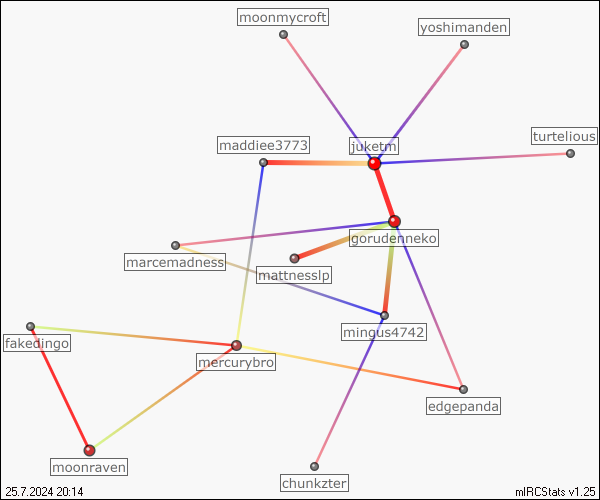 moonmycroft
yoshimanden
turtelious
maddiee3773
juketm
gorudenneko
marcemadness
mattnesslp
mingus4742
fakedingo
mercurybro
edgepanda
moonraven
chunkzter
25.7.2024 20:14
mIRCStats v1.25